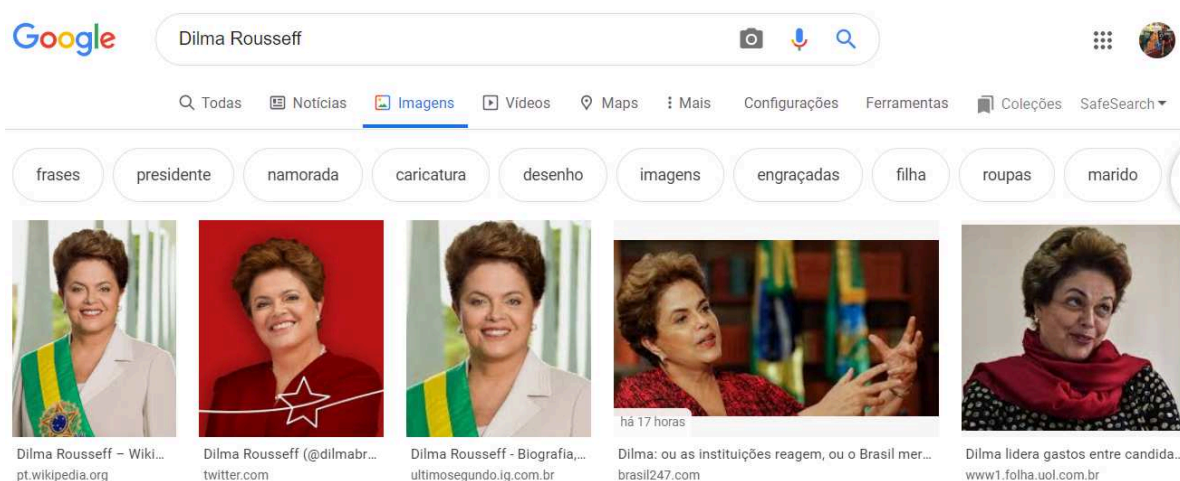 Google Dilma Rousseff
Todas Notícias Imagens Vídeos Maps Mais Configurações Ferramentas Coleções SafeSearch
frases presidente namorada caricatura desenho imagens engraçadas filha roupas marido
há 17 horas
Dilma Rousseff – Wiki... Dilma Rousseff (@dilmabr... Dilma Rousseff - Biografia,... Dilma: ou as instituições reagem, ou o Brasil mer... Dilma lidera gastos entre candida...
pt.wikipedia.org twitter.com ultimosegundo.ig.com.br brasil247.com www1.folha.uol.com.br